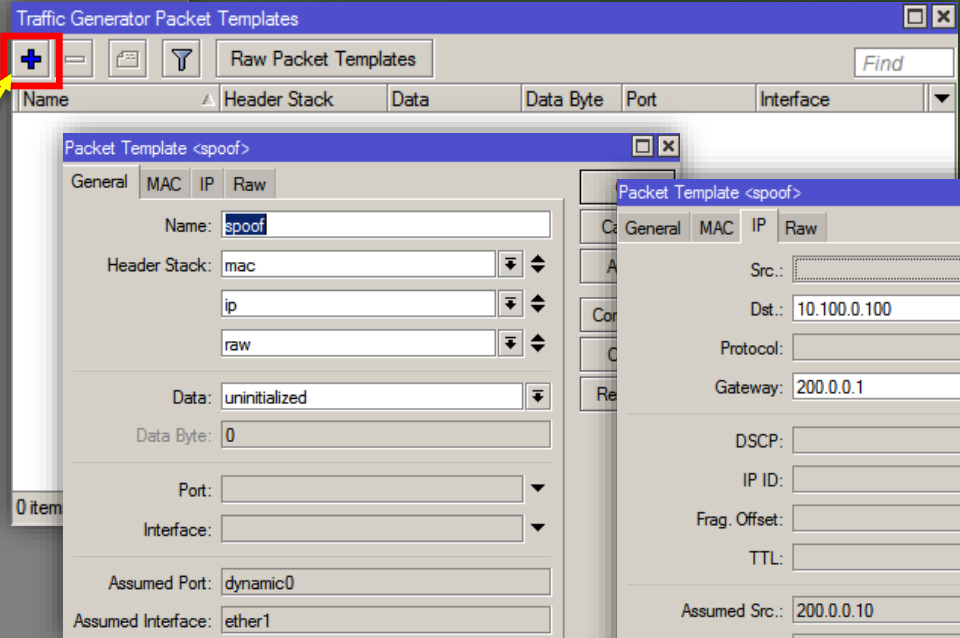 Traffic Generator Packet Templates
Raw Packet Templates
Find
Name Header Stack Data Data Byte Port Interface
Packet Template <spoof>
General MAC IP Raw
Name: spoof
Header Stack: mac
ip
raw
Data: uninitialized
Data Byte: 0
Port:
Interface:
Assumed Port: dynamic0
Assumed Interface: ether1
0 item
Packet Template <spoof>
General MAC IP Raw
Src.:
Dst.: 10.100.0.100
Protocol:
Gateway: 200.0.0.1
DSCP:
IP ID:
Frag. Offset:
TTL:
Assumed Src.: 200.0.0.10